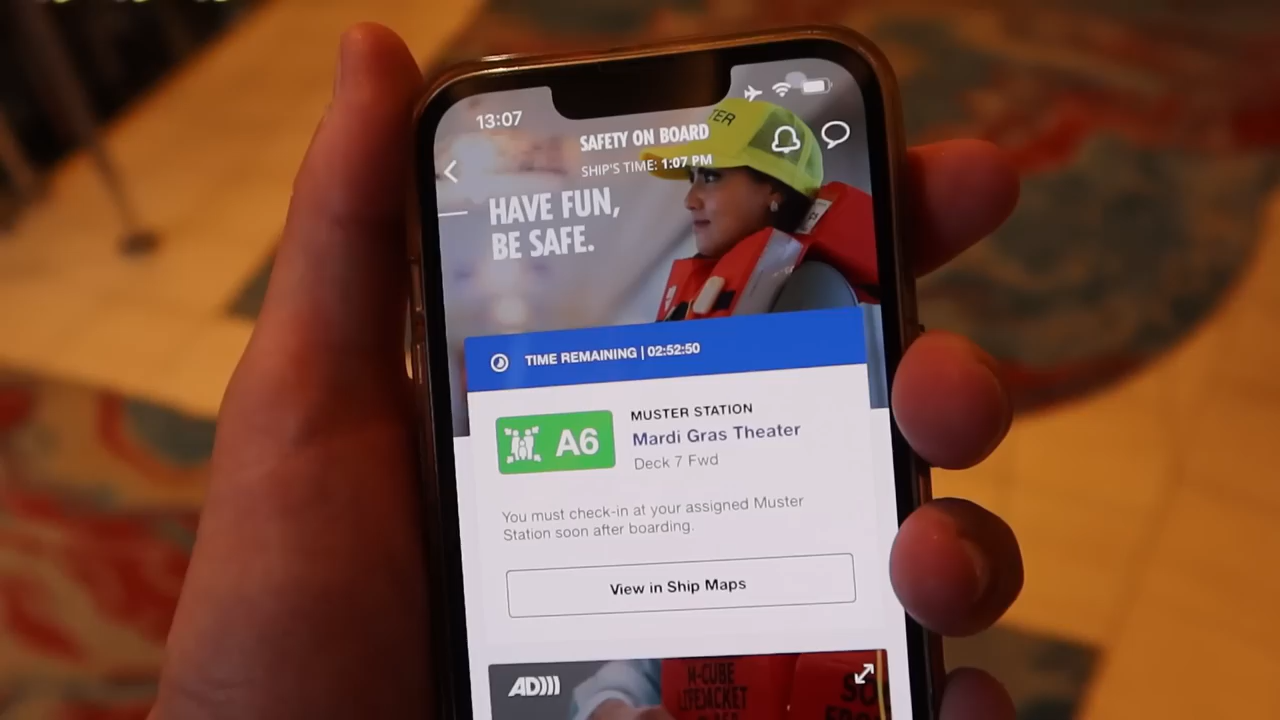 13:07
TER
SAFETY ON BOARD
SHIP'S TIME: 1:07 PM
HAVE FUN,
BE SAFE.
TIME REMAINING | 02:52:50
A6
MUSTER STATION
Mardi Gras Theater
Deck 7 Fwd
You must check-in at your assigned Muster
Station soon after boarding.
View in Ship Maps
AD)))
M-CUBE
LIFEJACKET